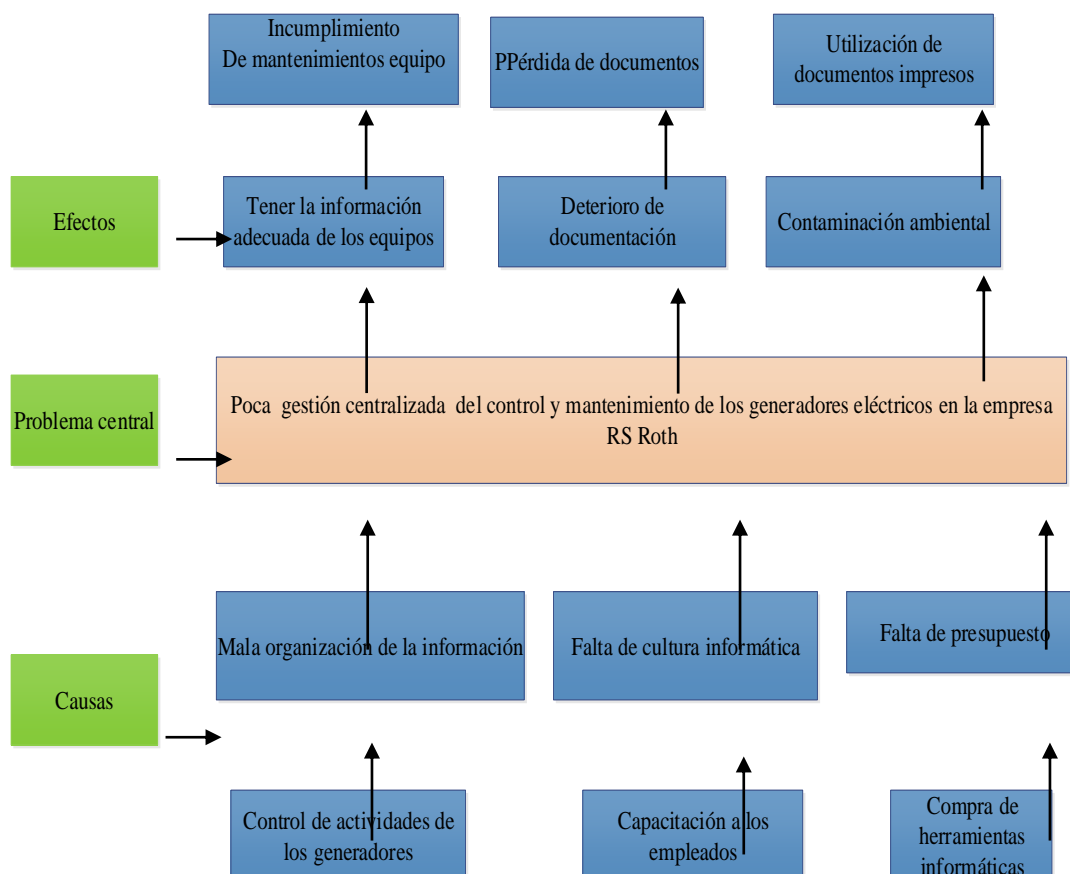 Incumplimiento
De mantenimientos equipo
PPérdida de documentos
Utilización de
documentos impresos
Efectos
Tener la información
adecuada de los equipos
Deterioro de
documentación
Contaminación ambiental
Problema central
Poca gestión centralizada del control y mantenimiento de los generadores eléctricos en la empresa
RS Roth
Causas
Mala organización de la información
Falta de cultura informática
Falta de presupuesto
Control de actividades de
los generadores
Capacitación a los
empleados
Compra de
herramientas
informáticas